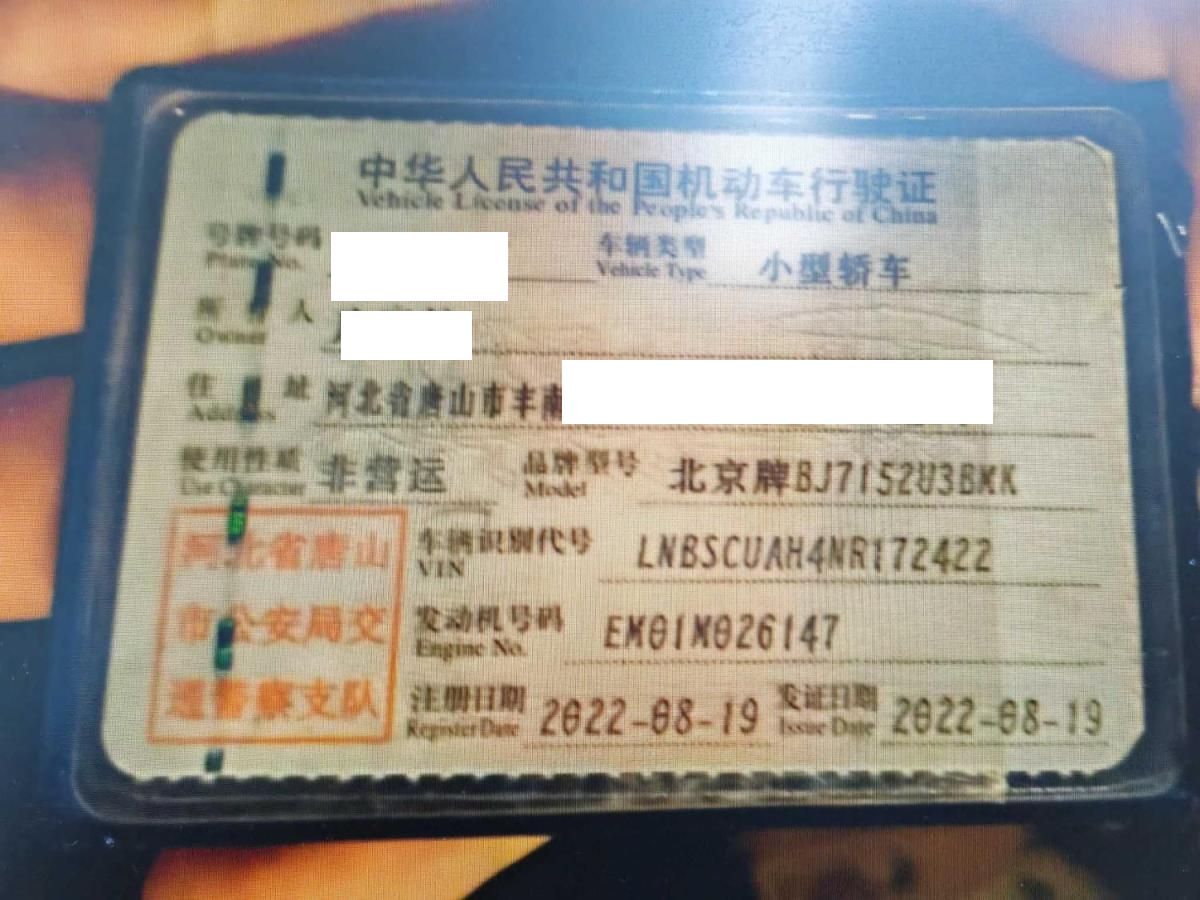 中华人民共和国机动车行驶证
Vehicle License of the People's Republic of China
号牌号码 车辆类型 小型轿车
Plate No. Vehicle Type
所有人
Owner
住址 河北省唐山市丰南
Address
使用性质 非营运 品牌型号 北京牌BJ7152U3BMK
Use Character Model
河北省唐山
市公安局交
通警察支队
车辆识别代号 LNBSCUAH4NR172422
VIN
发动机号码 EM01M026147
Engine No.
注册日期 2022-08-19 发证日期 2022-08-19
Register Date Issue Date